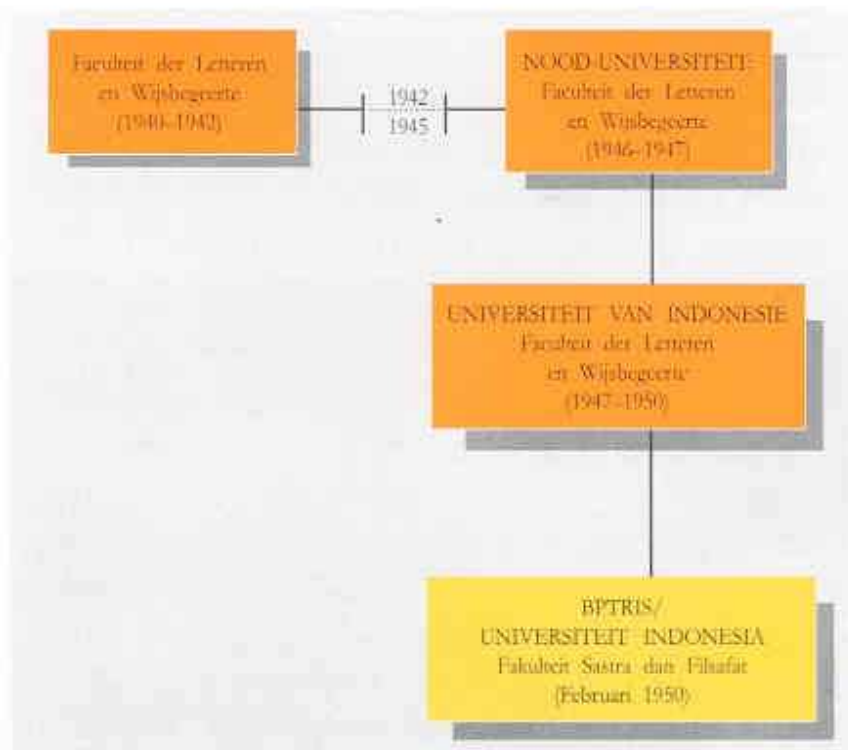 Faculteit der Letteren
en Wijsbegeerte
(1940–1942)
1942
1945
NOOD-UNIVERSITEIT
Faculteit der Letteren
en Wijsbegeerte
(1946–1947)
UNIVERSITEIT VAN INDONESIE
Faculteit der Letteren
en Wijsbegeerte
(1947–1950)
BPTRIS/
UNIVERSITEIT INDONESIA
Fakulteit Sastra dan Filsafat
(Februari 1950)